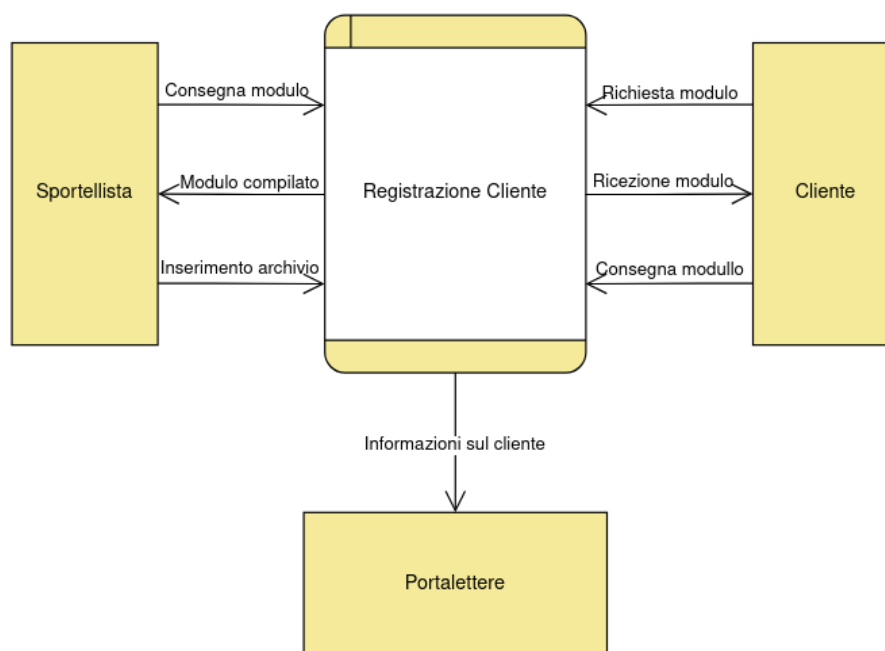 Consegna modulo
Richiesta modulo
Sportellista
Modulo compilato
Registrazione Cliente
Ricezione modulo
Cliente
Inserimento archivio
Consegna modullo
Informazioni sul cliente
Portalettere